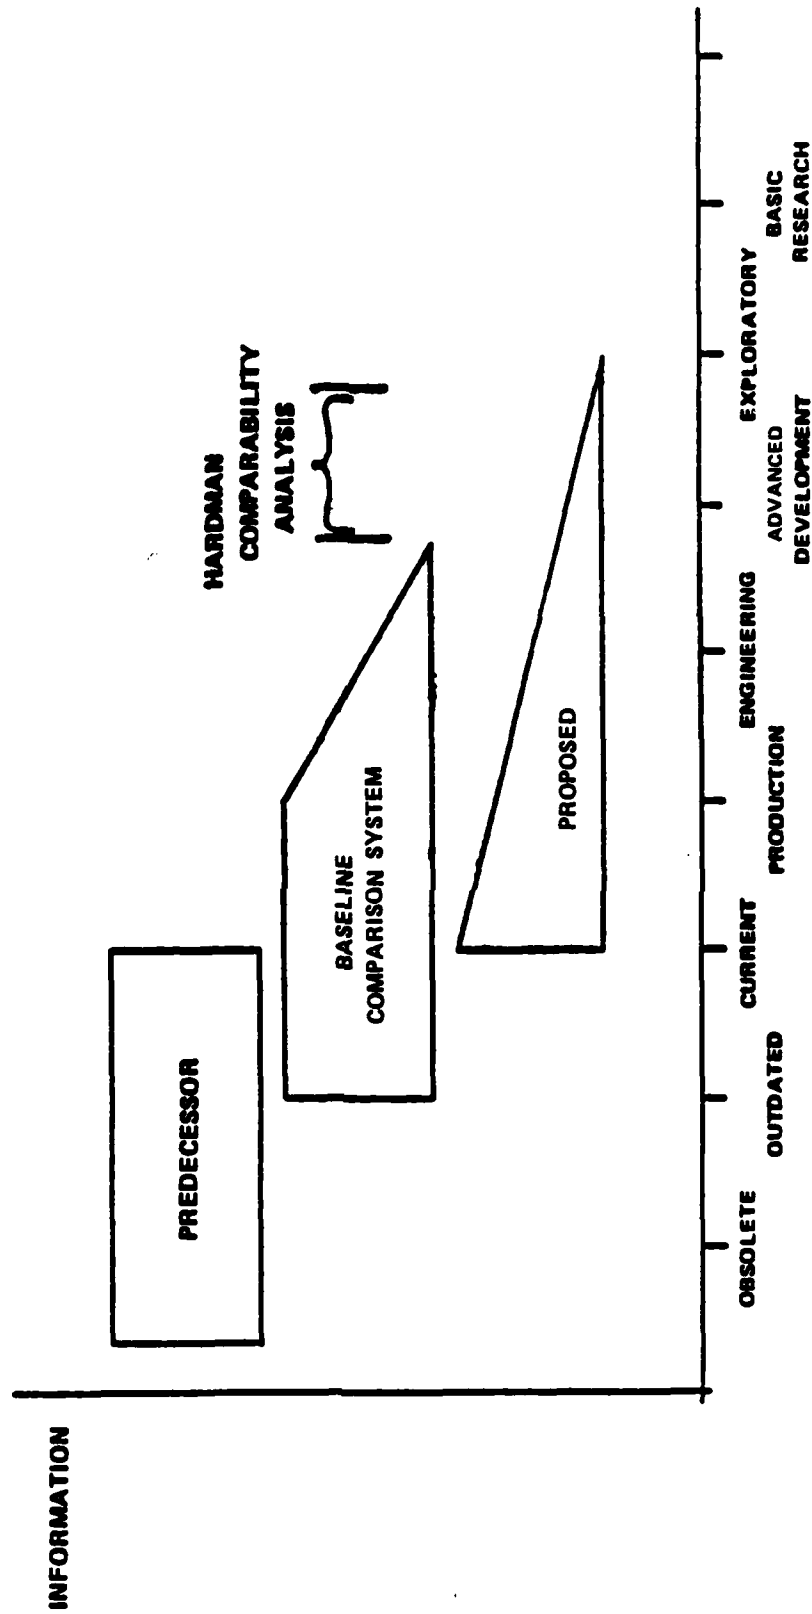 INFORMATION
PREDECESSOR
HARDMAN
COMPARABILITY
ANALYSIS
BASELINE
COMPARISON SYSTEM
PROPOSED
OBSOLETE
OUTDATED
CURRENT
PRODUCTION
ENGINEERING
ADVANCED
DEVELOPMENT
EXPLORATORY
BASIC
RESEARCH